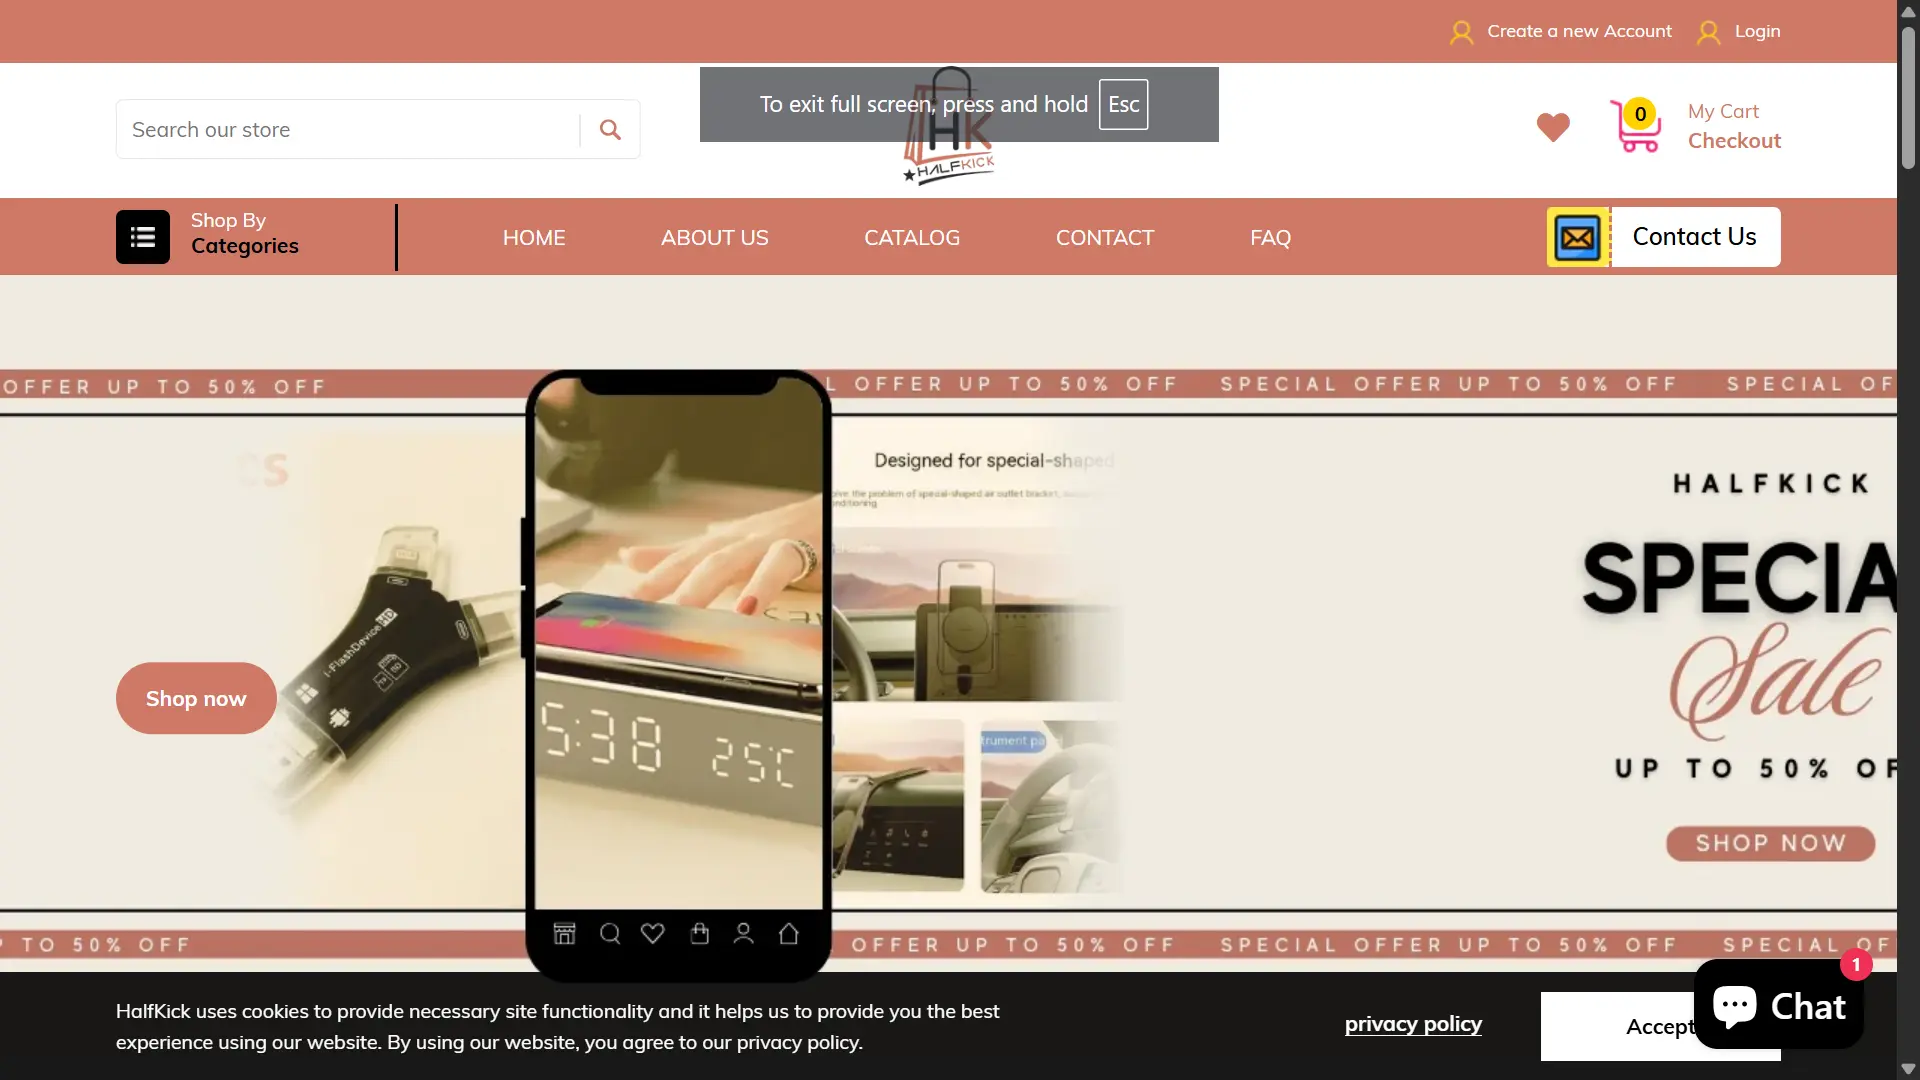 Create a new Account
Login
Search our store
To exit full screen, press and hold Esc
HK
HALFKICK
0
My Cart
Checkout
Shop By
Categories
HOME
ABOUT US
CATALOG
CONTACT
FAQ
Contact Us
OFFER UP TO 50% OFF
L OFFER UP TO 50% OFF SPECIAL OFFER UP TO 50% OFF SPECIAL OF
CS
Designed for special-shaped
HALFKICK
SPECIA
Sale
UP TO 50% OF
SHOP NOW
i-FlashDevice HD
Shop now
5:38 25C
trument pa
TO 50% OFF
OFFER UP TO 50% OFF SPECIAL OFFER UP TO 50% OFF SPECIAL OF
HalfKick uses cookies to provide necessary site functionality and it helps us to provide you the best
experience using our website. By using our website, you agree to our privacy policy.
privacy policy
Accept
1
Chat